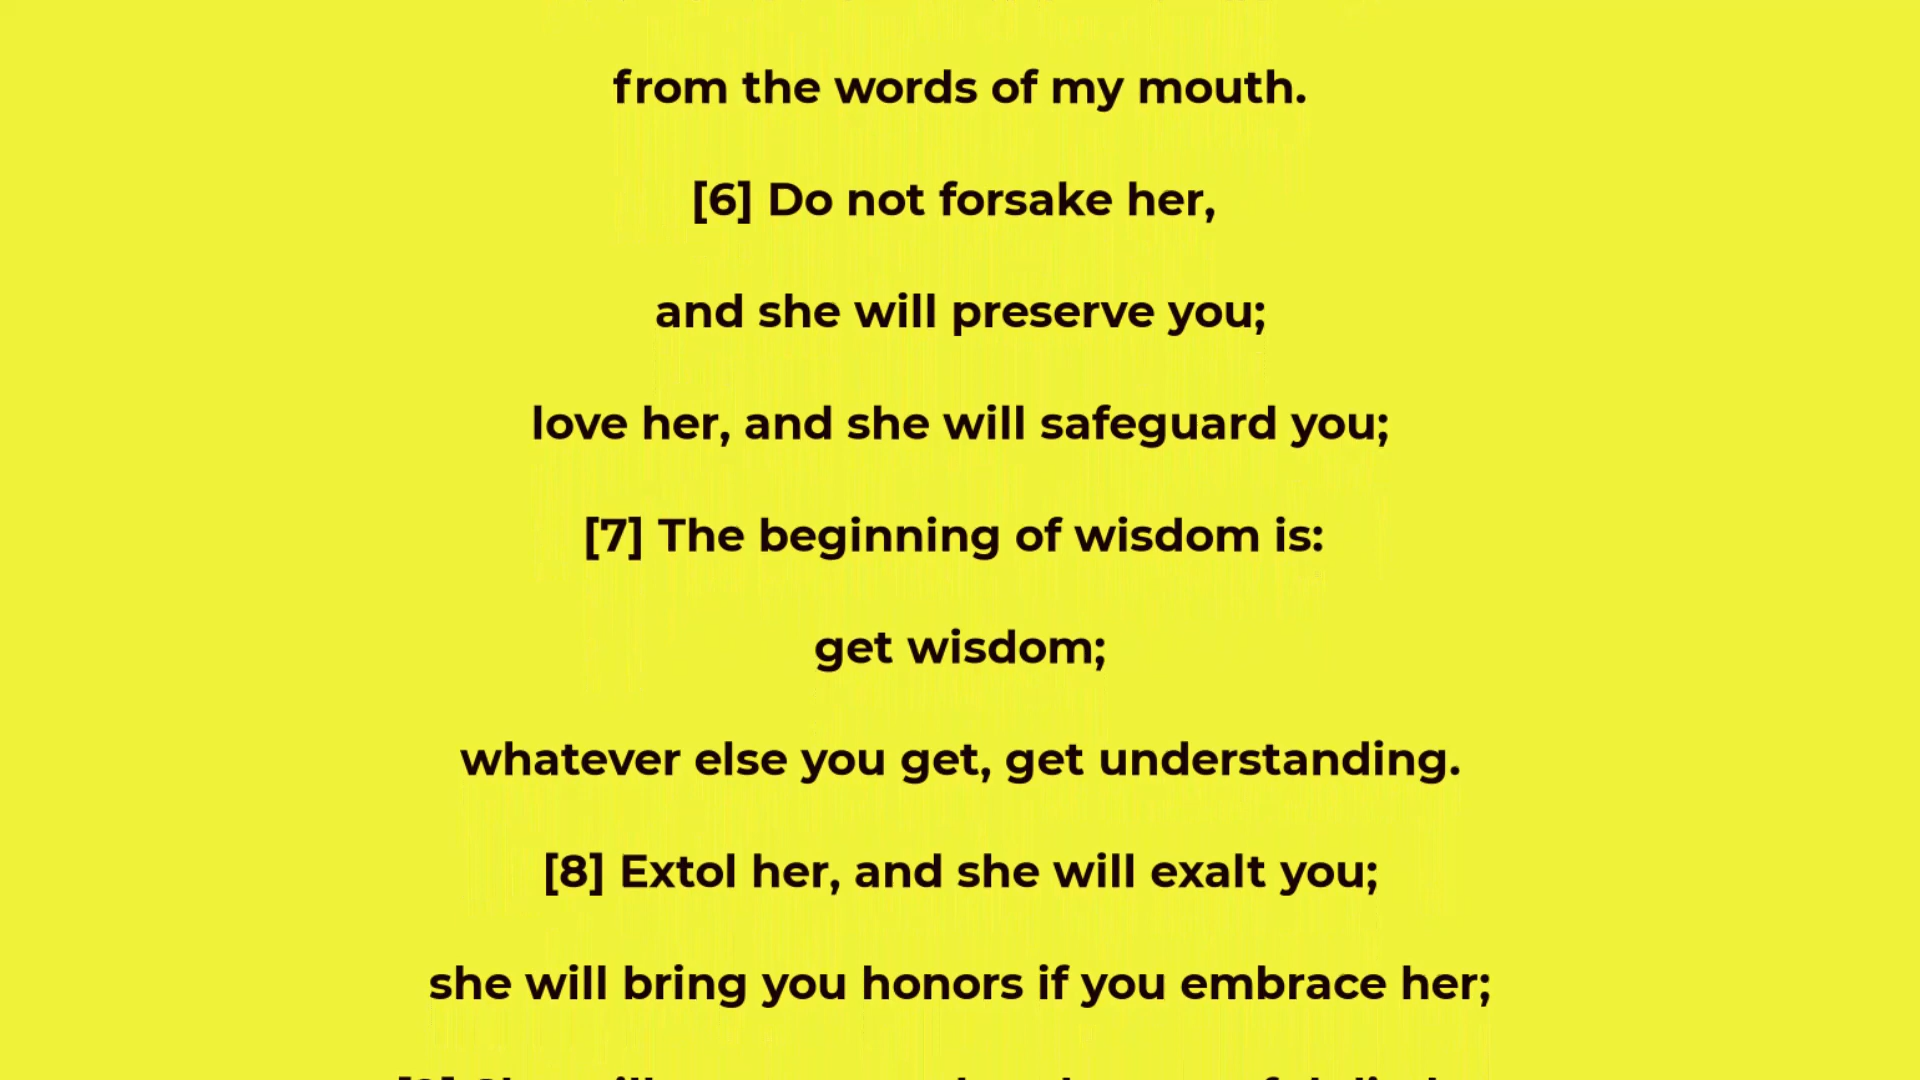 from the words of my mouth.
[6] Do not forsake her,
and she will preserve you;
love her, and she will safeguard you;
[7] The beginning of wisdom is:
get wisdom;
whatever else you get, get understanding.
[8] Extol her, and she will exalt you;
she will bring you honors if you embrace her;